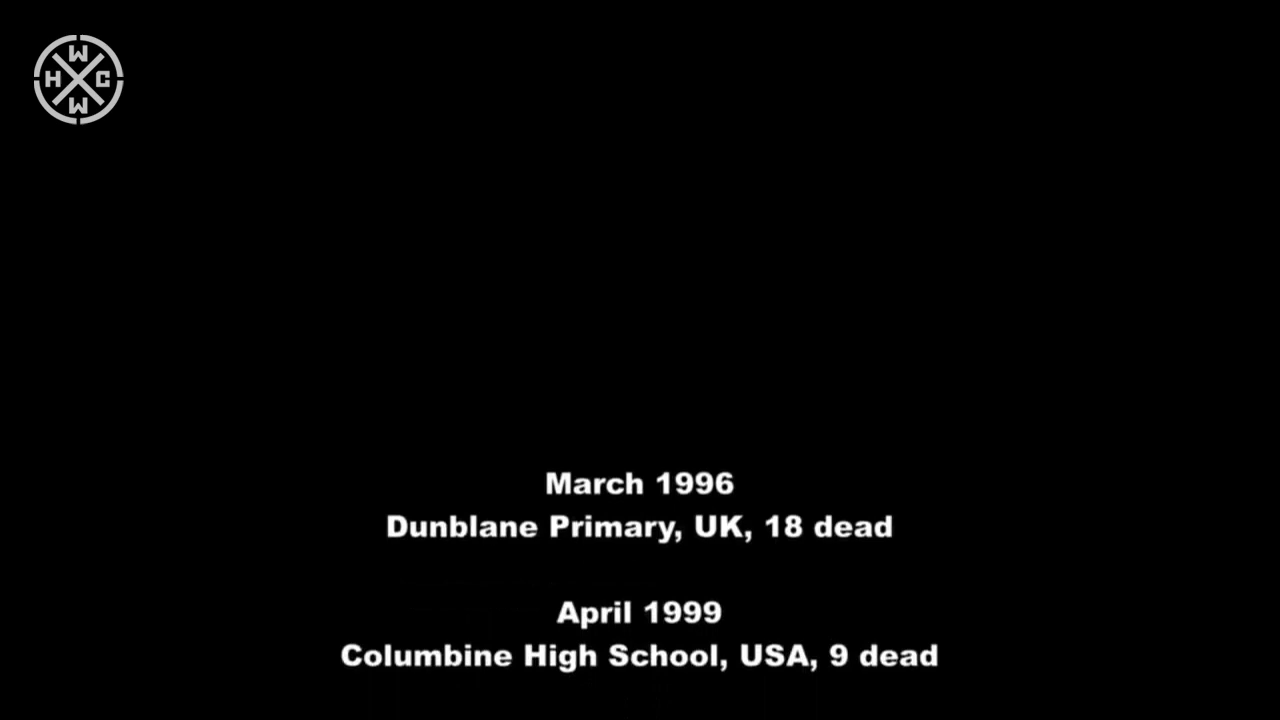 W
H C
W
March 1996
Dunblane Primary, UK, 18 dead
April 1999
Columbine High School, USA, 9 dead